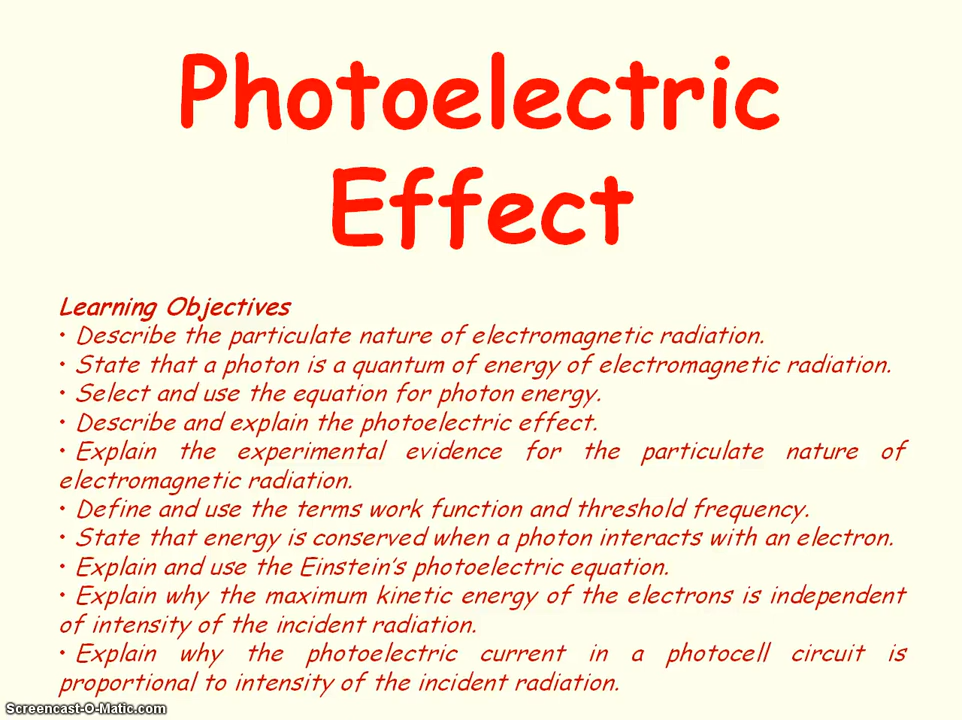 Photoelectric
Effect
Learning Objectives
• Describe the particulate nature of electromagnetic radiation.
• State that a photon is a quantum of energy of electromagnetic radiation.
• Select and use the equation for photon energy.
• Describe and explain the photoelectric effect.
• Explain the experimental evidence for the particulate nature of
electromagnetic radiation.
• Define and use the terms work function and threshold frequency.
• State that energy is conserved when a photon interacts with an electron.
• Explain and use the Einstein's photoelectric equation.
• Explain why the maximum kinetic energy of the electrons is independent
of intensity of the incident radiation.
• Explain why the photoelectric current in a photocell circuit is
proportional to intensity of the incident radiation.
Screencast-O-Matic.com